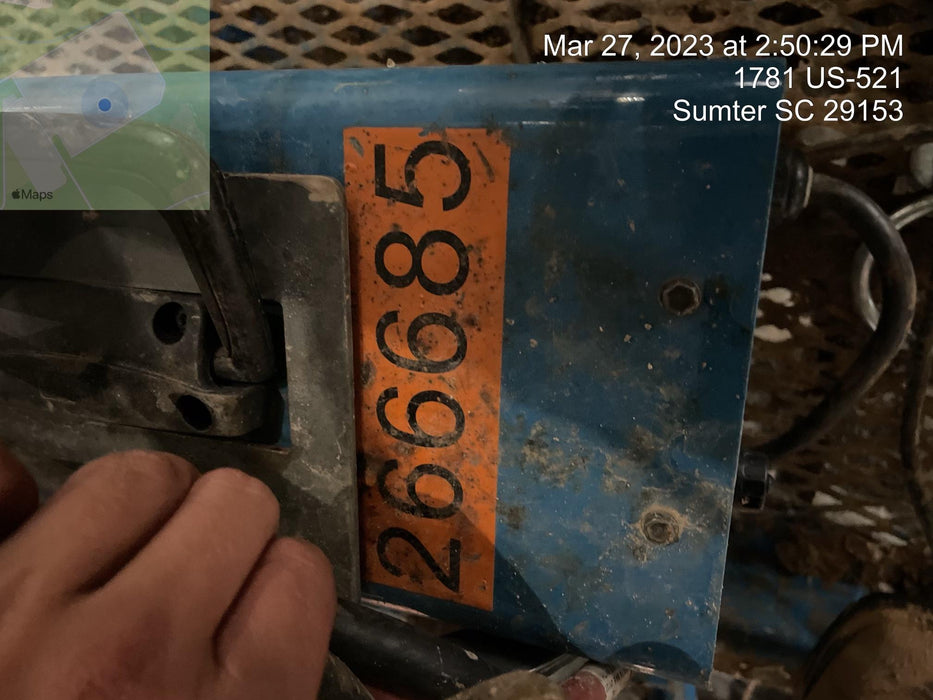 Mar 27, 2023 at 2:50:29 PM
1781 US-521
Sumter SC 29153
Maps
266685